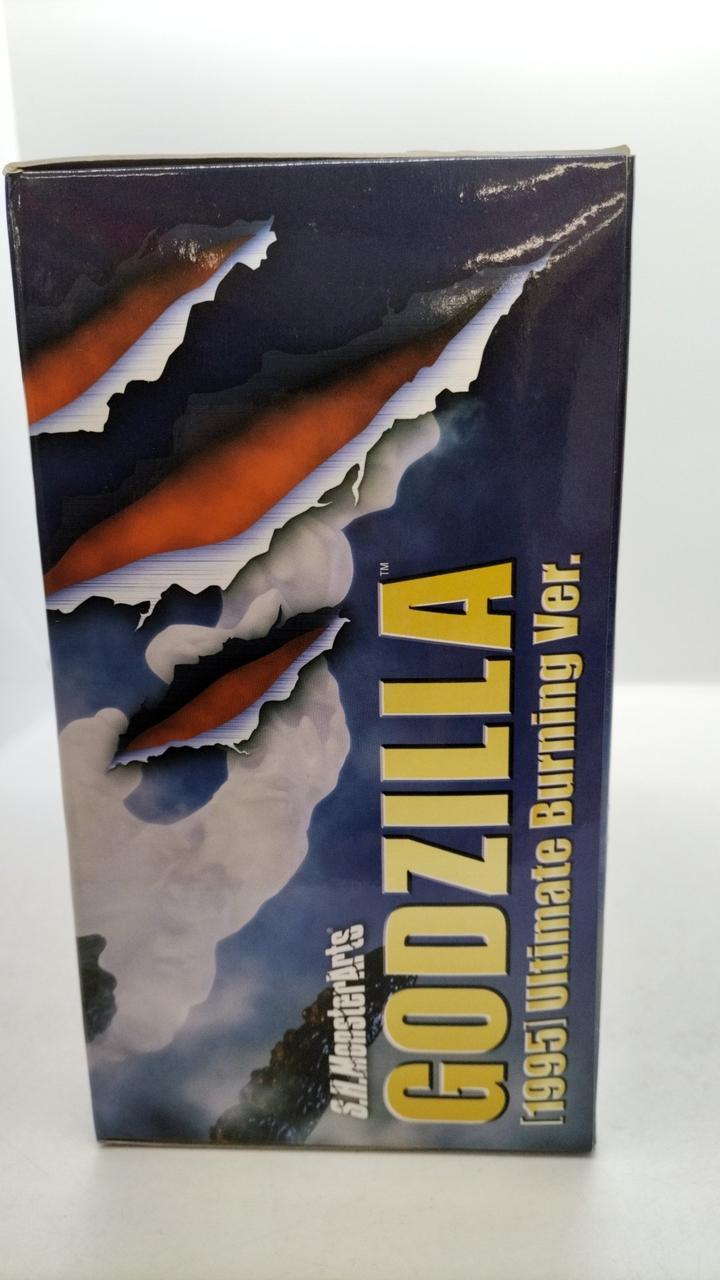 S.H.MonsterArts
GODZILLA™
[1995] Ultimate Burning Ver.